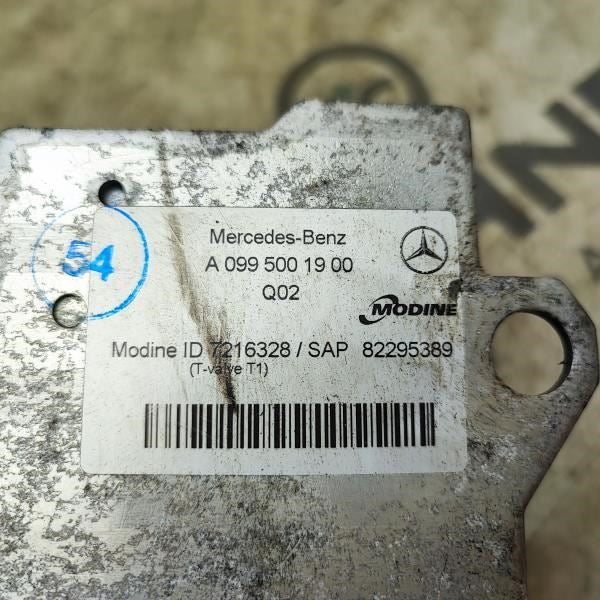 54
Mercedes-Benz
A 099 500 19 00
Q02
MODINE
Modine ID 7216328 / SAP 82295389
(T-valve T1)